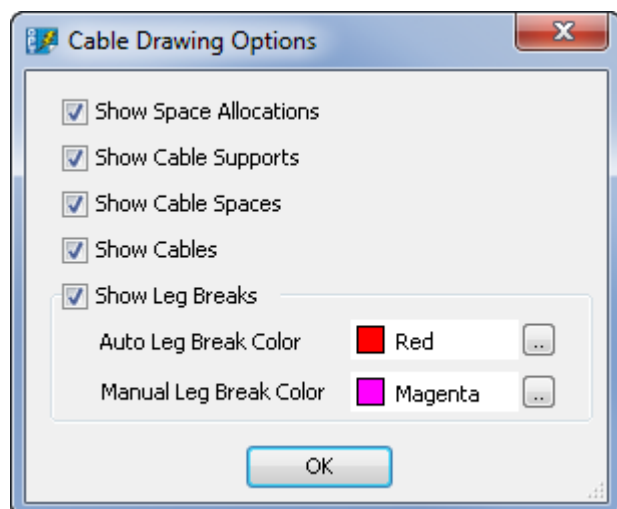 Cable Drawing Options
Show Space Allocations
Show Cable Supports
Show Cable Spaces
Show Cables
Show Leg Breaks
Auto Leg Break Color Red ..
Manual Leg Break Color Magenta ..
OK